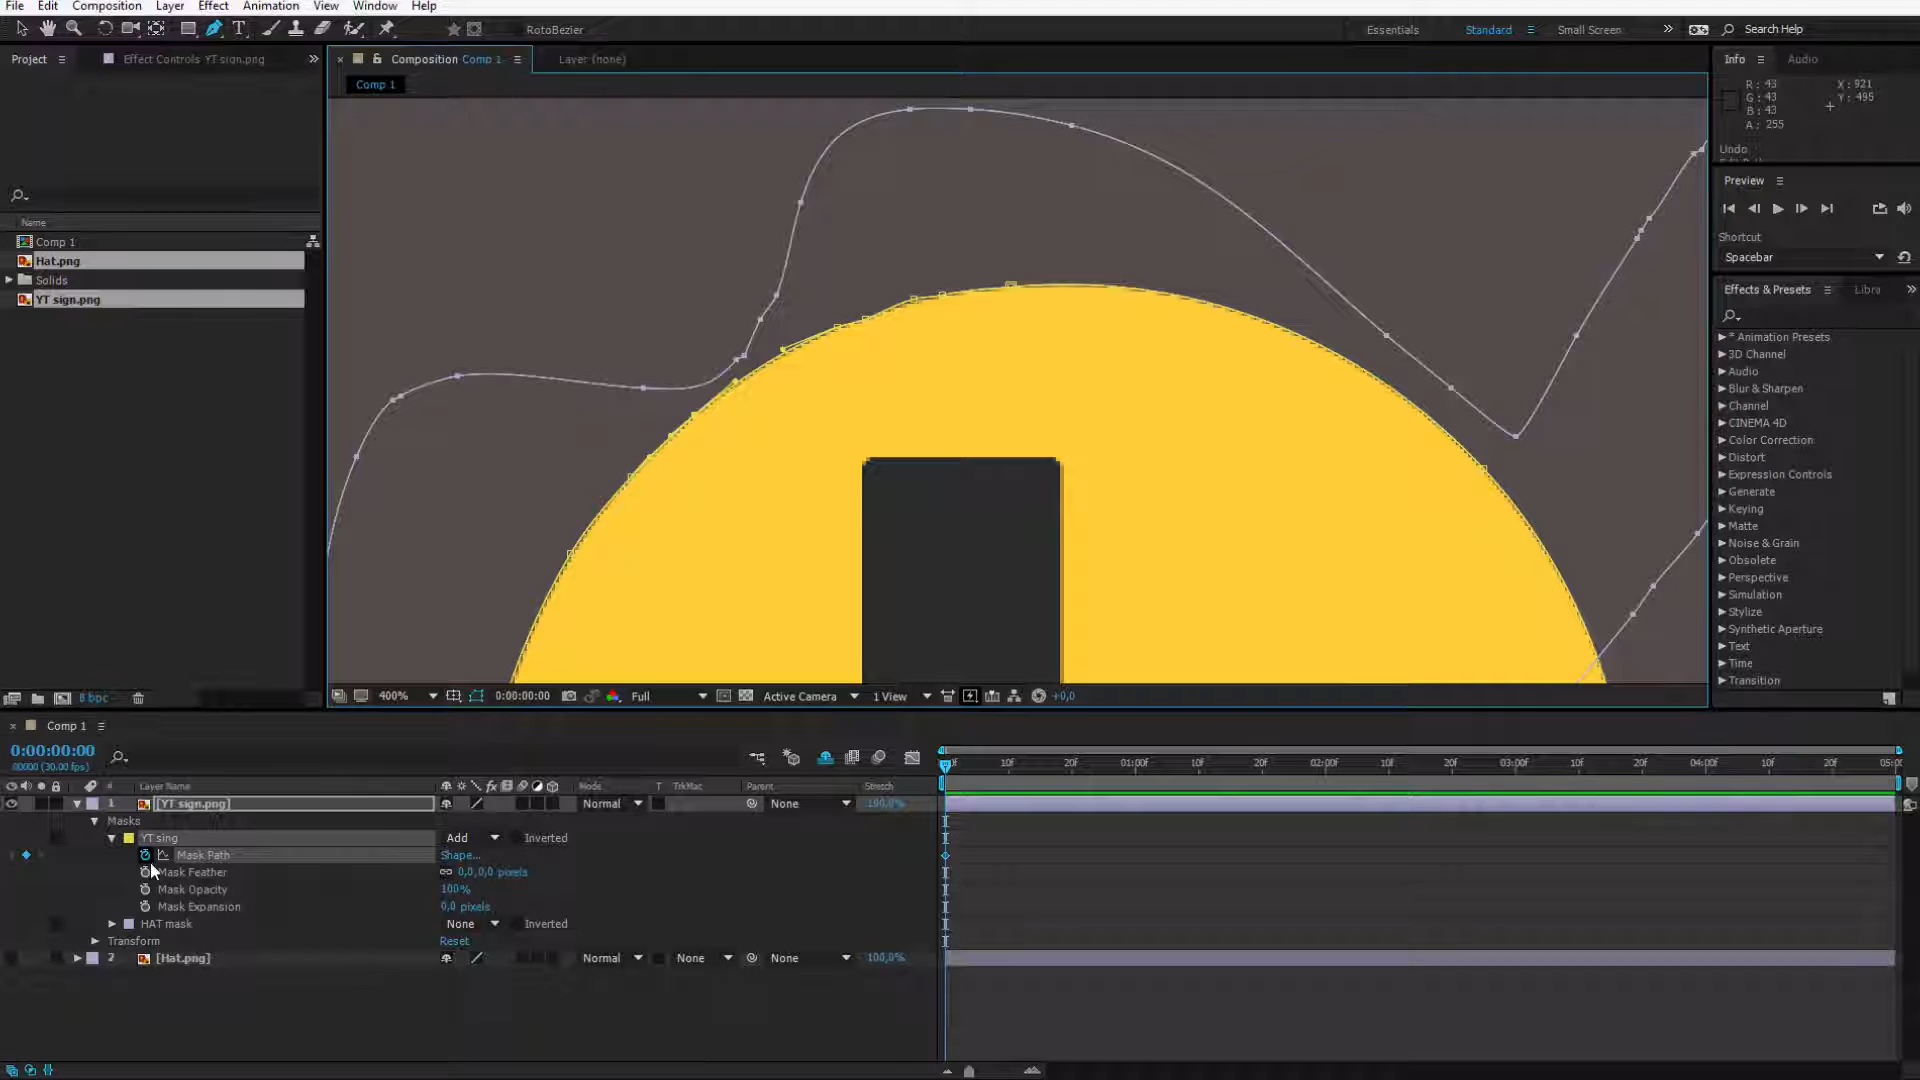 File Edit Composition Layer Effect Animation View Window Help
RotoBezier Essentials Standard Small Screen Search Help
Project Effect Controls YT sign.png
Composition Comp 1 Layer (none)
Comp 1
Info Audio
R: 43
G: 43
B: 43
A: 255
X: 921
Y: 495
Undo
Preview
Shortcut
Spacebar
Effects & Presets Libra
* Animation Presets
3D Channel
Audio
Blur & Sharpen
Channel
CINEMA 4D
Color Correction
Distort
Expression Controls
Generate
Keying
Matte
Noise & Grain
Obsolete
Perspective
Simulation
Stylize
Synthetic Aperture
Text
Time
Transition
Name
Comp 1
Hat.png
Solids
YT sign.png
8 bpc
400% 0:00:00:00 Full Active Camera 1 View +0,0
Comp 1
0:00:00:00
00000 (30.00 fps)
# Layer Name Mode T TrkMac Parent Stretch
1 [YT sign.png] Normal None 100,0%
Masks
YT sing Add Inverted
Mask Path Shape...
Mask Feather 0,0,0,0 pixels
Mask Opacity 100%
Mask Expansion 0,0 pixels
HAT mask None Inverted
Transform Reset
2 [Hat.png] Normal None None 100,0%
10f 20f 01:00f 10f 20f 02:00f 10f 20f 03:00f 10f 20f 04:00f 10f 20f